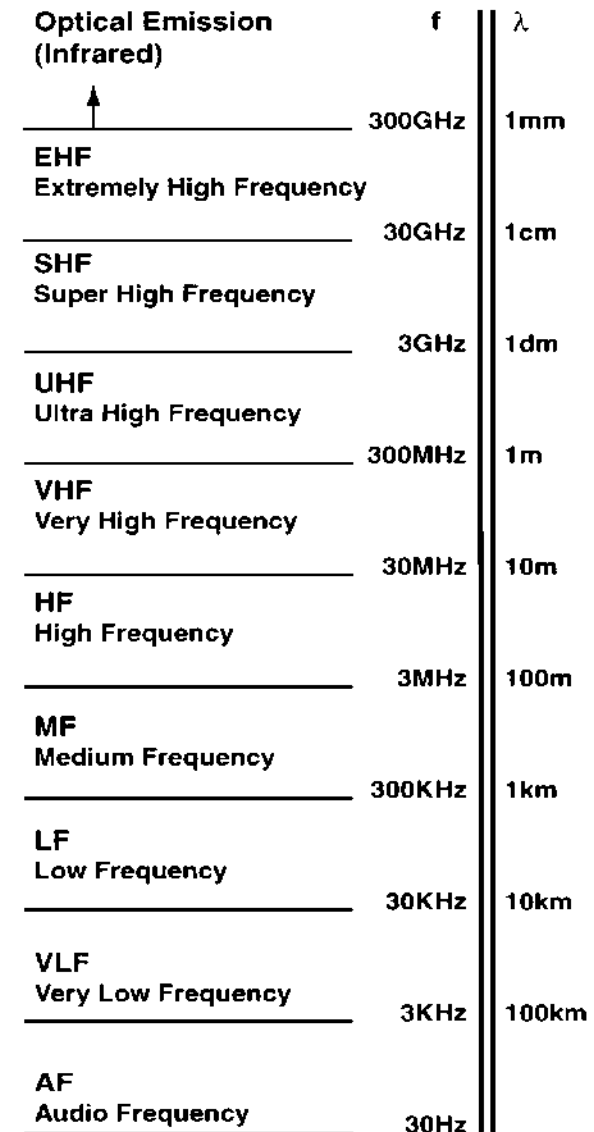 Optical Emission f λ
(Infrared)
300GHz 1mm
EHF
Extremely High Frequency
30GHz 1cm
SHF
Super High Frequency
3GHz 1dm
UHF
Ultra High Frequency
300MHz 1m
VHF
Very High Frequency
30MHz 10m
HF
High Frequency
3MHz 100m
MF
Medium Frequency
300KHz 1km
LF
Low Frequency
30KHz 10km
VLF
Very Low Frequency
3KHz 100km
AF
Audio Frequency
30Hz